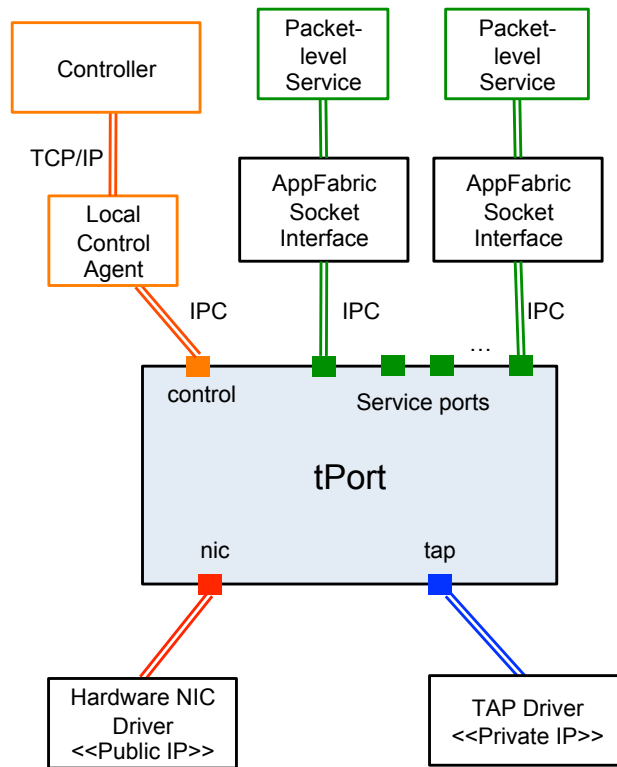 Controller
Packet-
level
Service
Packet-
level
Service
TCP/IP
Local
Control
Agent
AppFabric
Socket
Interface
AppFabric
Socket
Interface
IPC
IPC
IPC
...
control
Service ports
tPort
nic
tap
Hardware NIC
Driver
<<Public IP>>
TAP Driver
<<Private IP>>